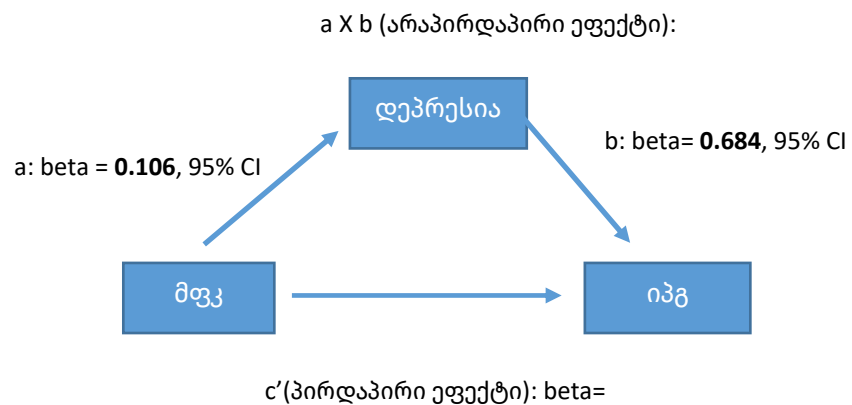 a X b (არაპირდაპირი ეფექტი):
დეპრესია
b: beta= 0.684, 95% CI
a: beta = 0.106, 95% CI
მფკ
იპგ
c’(პირდაპირი ეფექტი): beta=